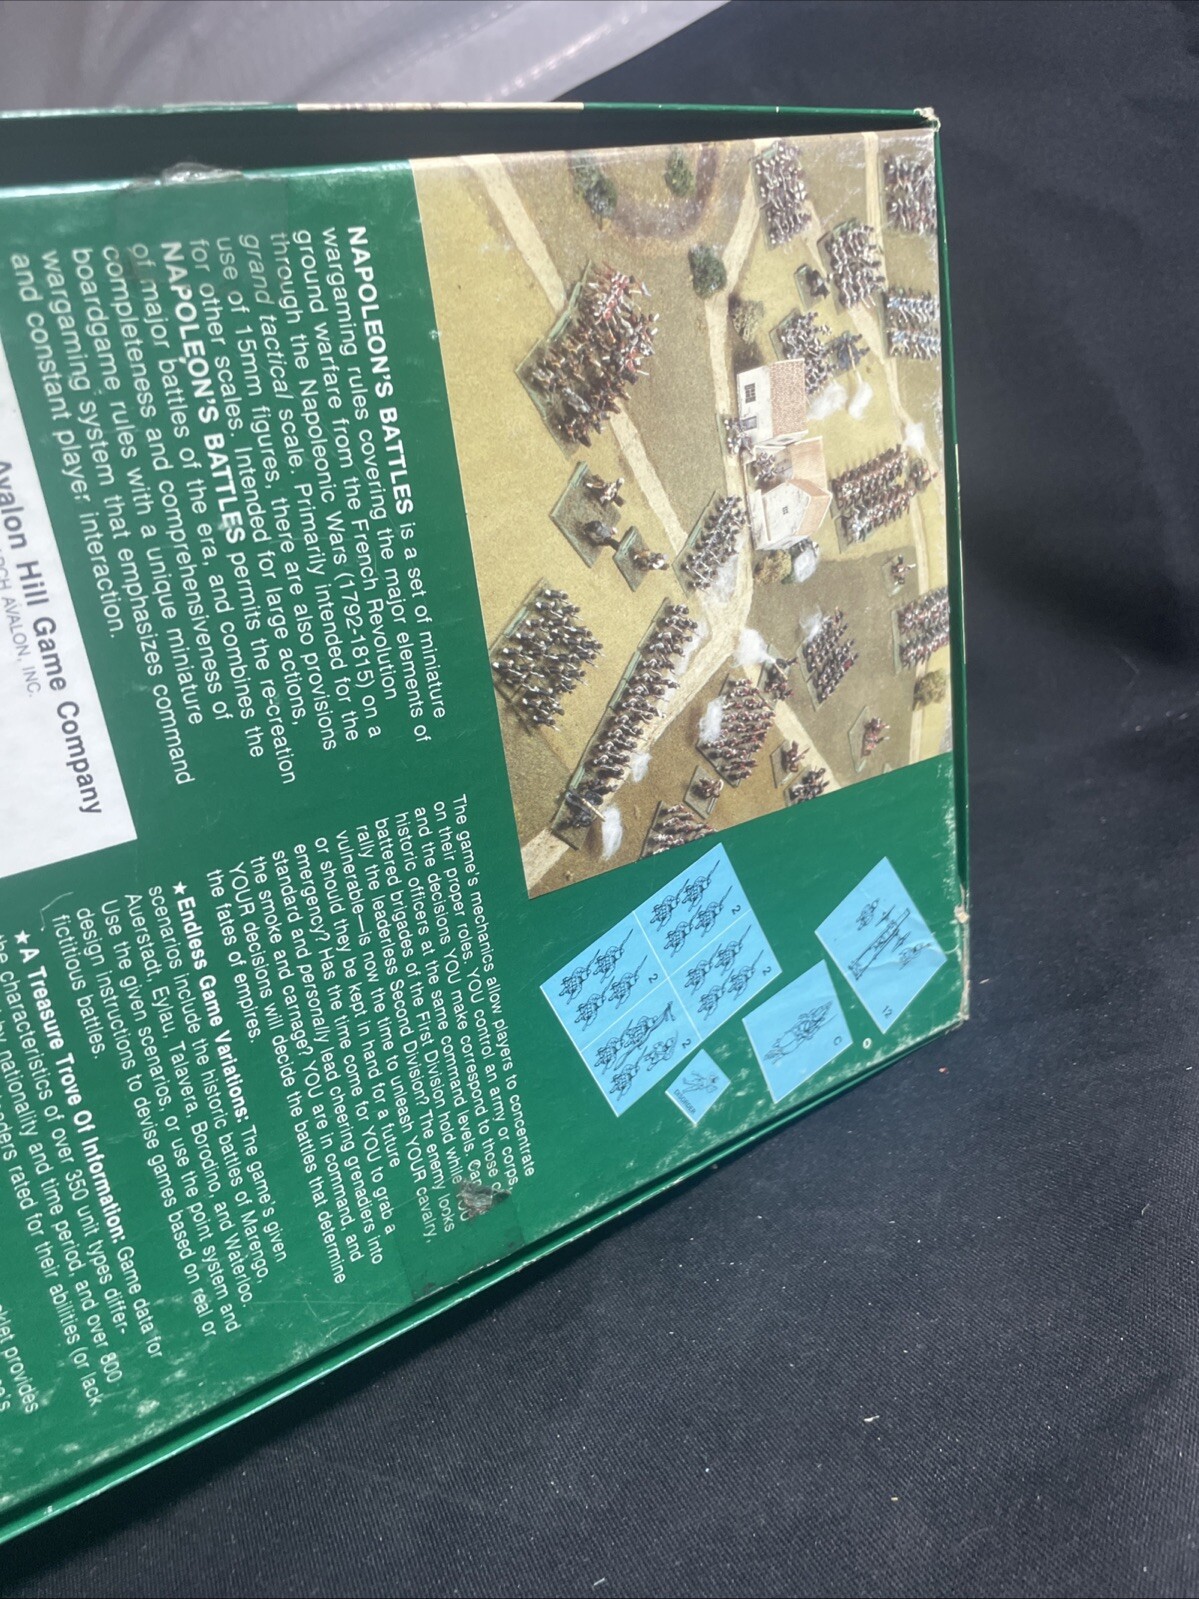 NAPOLEON'S BATTLES is a set of miniature
wargaming rules covering the major elements of
ground warfare from the French Revolution
through the Napoleonic Wars (1792-1815) on a
grand tactical scale. Primarily intended for the
use of 15mm figures, there are also provisions
for other scales. Intended for large actions,
NAPOLEON'S BATTLES permits the re-creation
of major battles of the era, and combines the
completeness and comprehensiveness of
boardgame rules with a unique miniature
wargaming system that emphasizes command
and constant player interaction.
Avalon Hill Game Company
AVALON, INC.
The game's mechanics allow players to concentrate
on their proper roles. YOU control an army or corps,
and the decisions YOU make correspond to those
historic officers at the same command levels.
battered brigades of the First Division hold while
rally the leaderless Second Division? The enemy looks
vulnerable—is now the time to unleash YOUR cavalry,
or should they be kept in hand for a future
emergency? Has the time come for YOU to grab a
standard and personally lead cheering grenadiers into
the smoke and carnage? YOU are in command, and
YOUR decisions will decide the battles that determine
the fates of empires.
★ Endless Game Variations: The game's given
scenarios include the historic battles of Marengo,
Auerstadt, Eylau, Talavera, Borodino, and Waterloo.
Use the given scenarios, or use the point system and
design instructions to devise games based on real or
fictitious battles.
★ A Treasure Trove Of Information: Game data for
the characteristics of over 350 unit types differ-
by nationality and time period, and over 800
rated for their abilities (or lack
provides
2
2
2
2
12
C
DISORDER